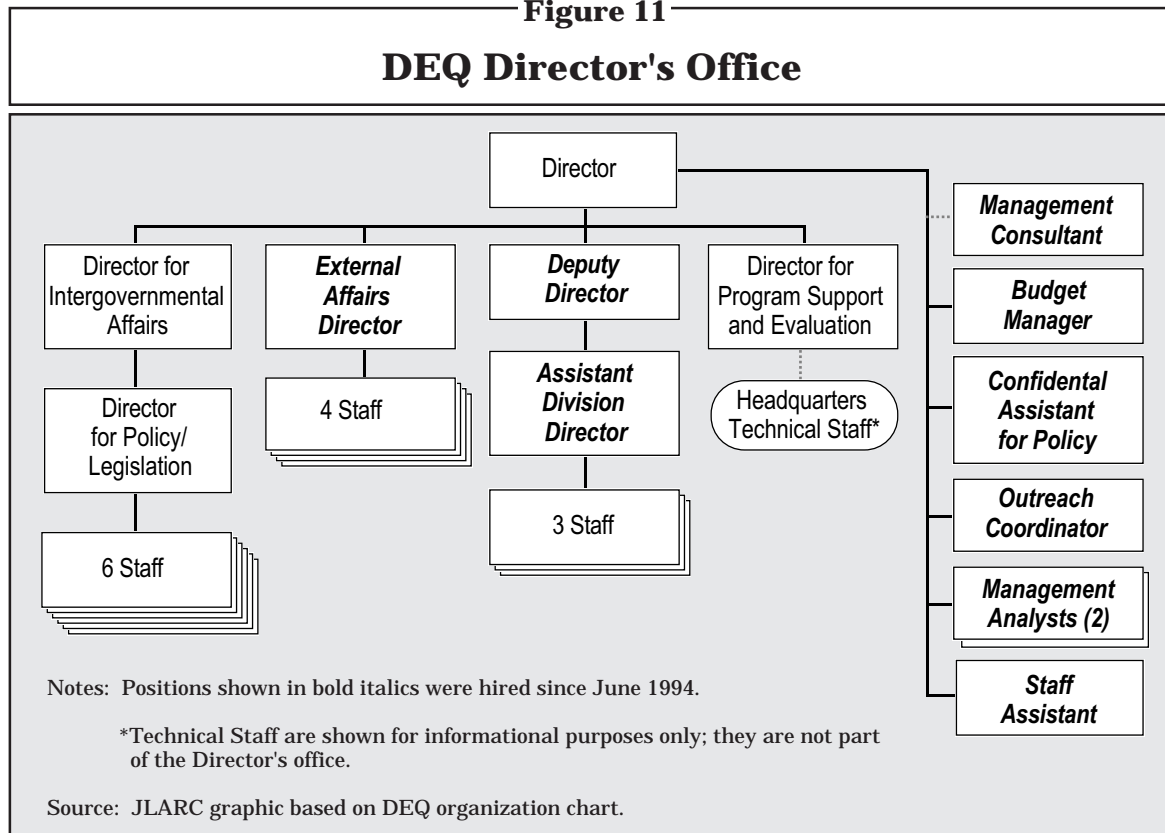 Figure 11
DEQ Director's Office
Director
Director for
Intergovernmental
Affairs
External
Affairs
Director
Deputy
Director
Director for
Program Support
and Evaluation
Director
for Policy/
Legislation
4 Staff
Assistant
Division
Director
Headquarters
Technical Staff*
6 Staff
3 Staff
Management
Consultant
Budget
Manager
Confidental
Assistant
for Policy
Outreach
Coordinator
Management
Analysts (2)
Staff
Assistant
Notes: Positions shown in bold italics were hired since June 1994.
*Technical Staff are shown for informational purposes only; they are not part
of the Director's office.
Source: JLARC graphic based on DEQ organization chart.